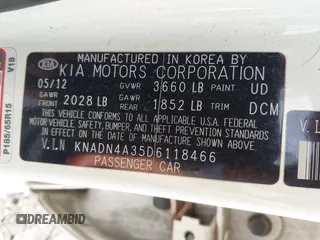 MANUFACTURED IN KOREA BY
KIA KIA MOTORS CORPORATION
05/12 GVWR 3660 LB PAINT UD
GAWR FRONT 2028 LB GAWR REAR 1852 LB TRIM DCM
THIS VEHICLE CONFORMS TO ALL APPLICABLE U.S.A FEDERAL
MOTOR VEHICLE SAFETY, BUMPER, AND THEFT PREVENTION
STANDARDS IN EFFECT ON THE DATE OF MANUFACTURE SHOWN ABOVE.
V.I.N KNADN4A35D6118466
PASSENGER CAR
P185/65R15
V18
V.I.N
DREAMBID